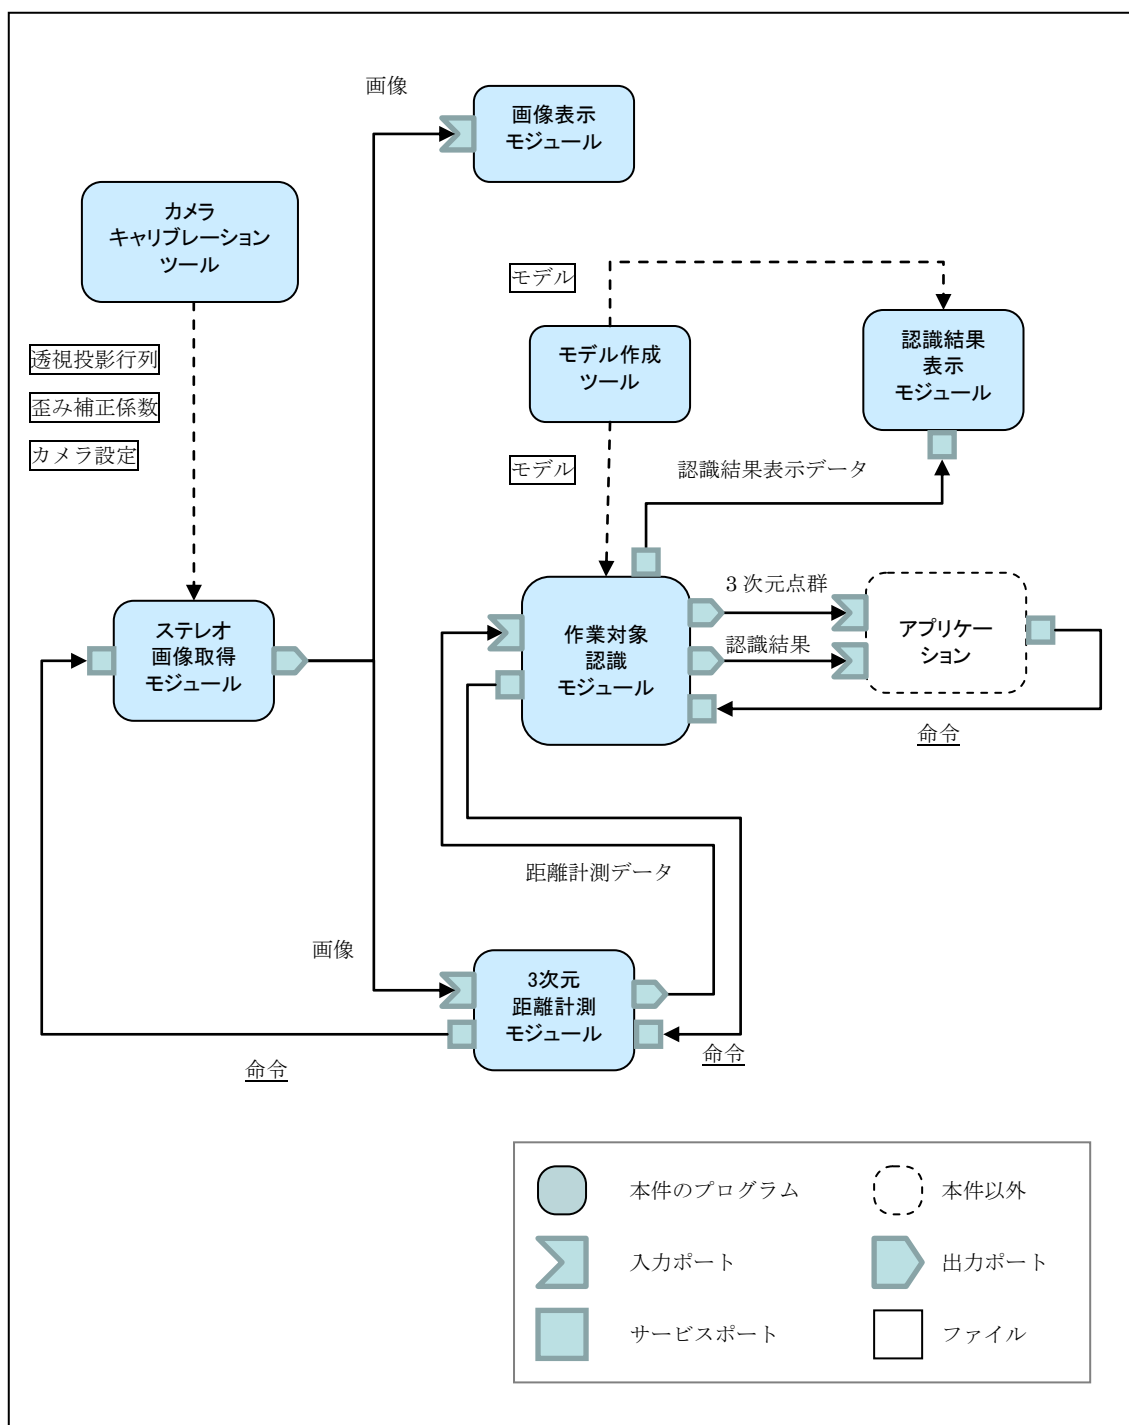 画像
画像表示
モジュール
カメラ
キャリブレーション
ツール
モデル
透視投影行列
歪み補正係数
カメラ設定
モデル作成
ツール
認識結果
表示
モジュール
モデル
認識結果表示データ
ステレオ
画像取得
モジュール
作業対象
認識
モジュール
3次元点群
認識結果
アプリケー
ション
命令
距離計測データ
画像
3次元
距離計測
モジュール
命令
命令
本件のプログラム
本件以外
入力ポート
出力ポート
サービスポート
ファイル